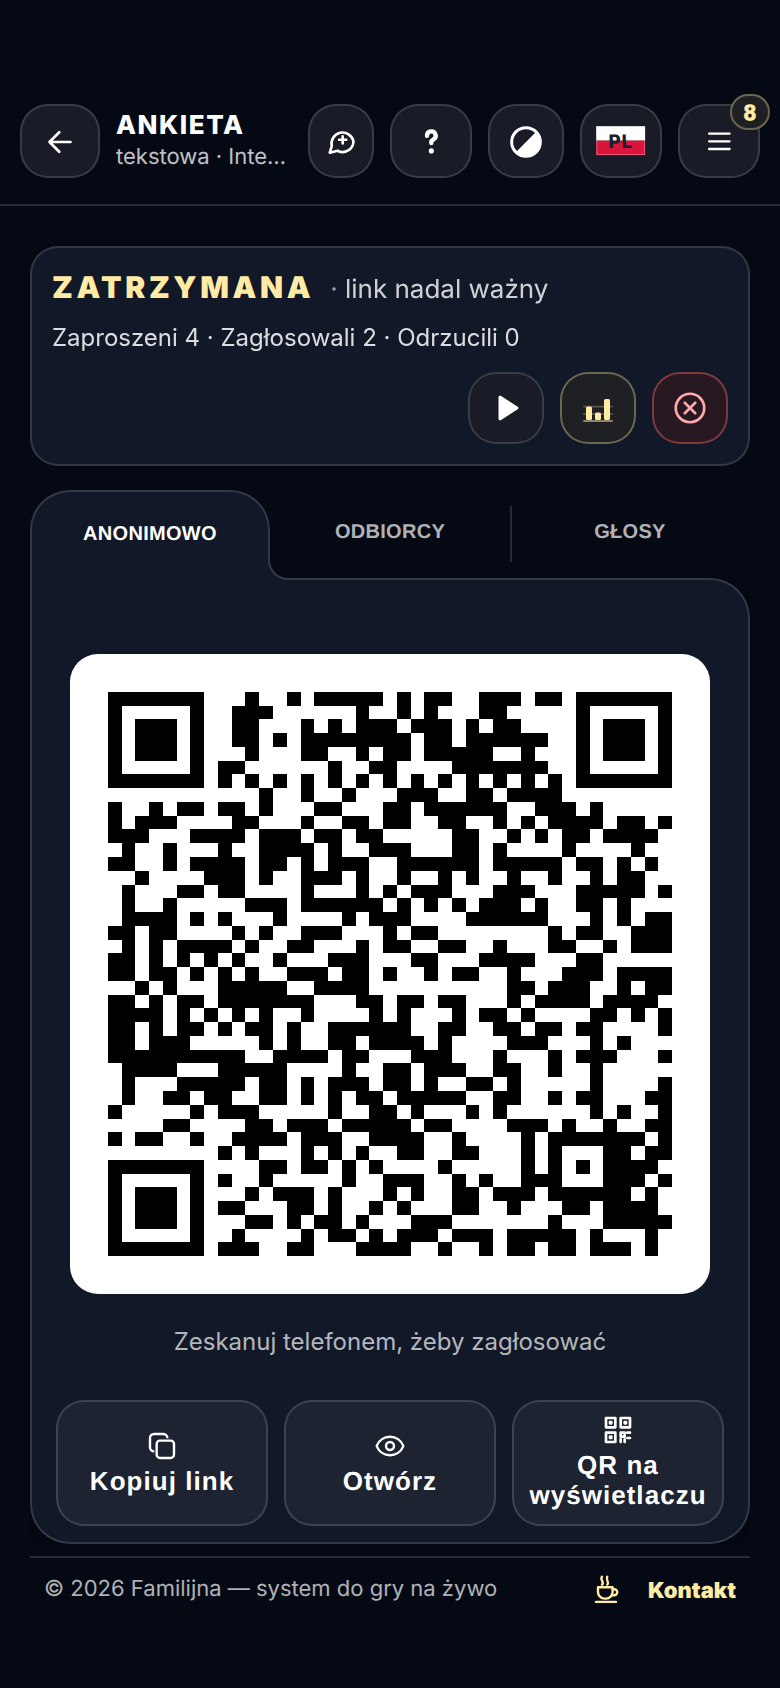 ANKIETA
tekstowa · Inte...
?
PL
8
ZATRZYMANA · link nadal ważny
Zaproszeni 4 · Zagłosowali 2 · Odrzucili 0
ANONIMOWO
ODBIORCY
GŁOSY
Zeskanuj telefonem, żeby zagłosować
Kopiuj link
Otwórz
QR na
wyświetlaczu
© 2026 Familijna — system do gry na żywo
Kontakt